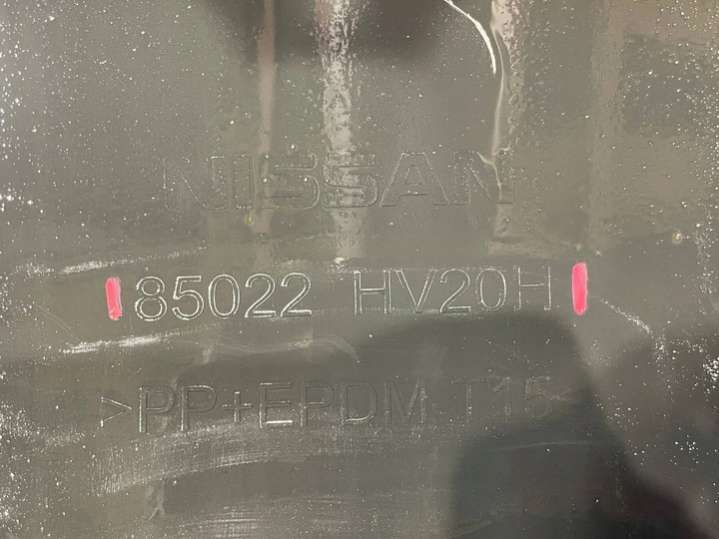 NISSAN
85022 HV20H
>PP+EPDM-T15<